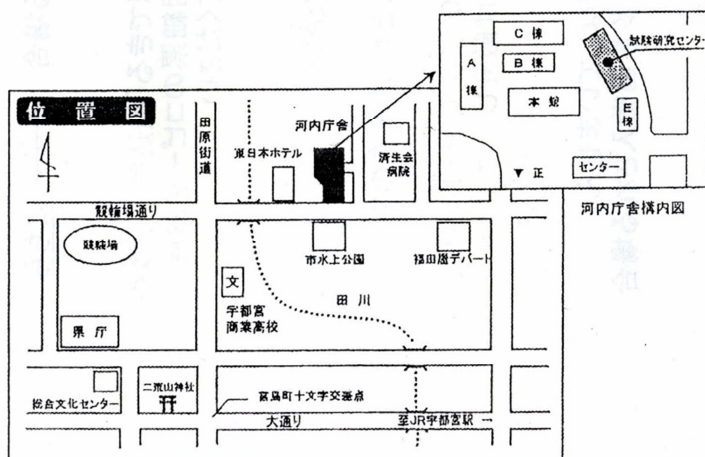 位置図
田原街道
河内庁舎
東日本ホテル
済生会
病院
競輪場通り
競輪場
市水上公園
福田屋デパート
文
宇都宮
商業高校
田川
県庁
二荒山神社
総合文化センター
宮島町十文字交差点
大通り
至JR宇都宮駅→
C棟
A棟
B棟
本館
E棟
試験研究センター
センター
▼正
河内庁舎構内図